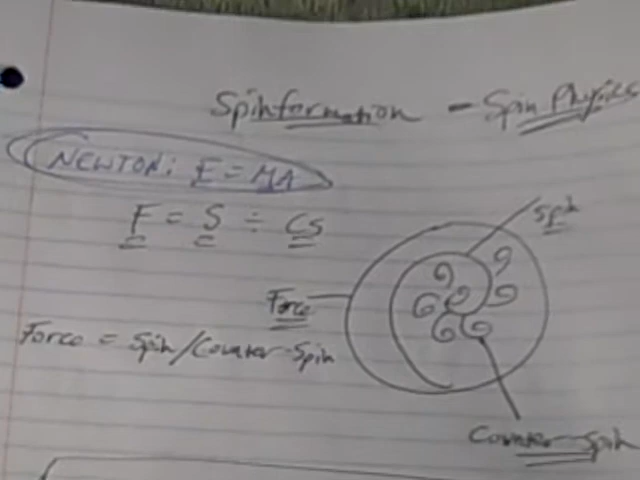 Spinformation - Spin Physics
NEWTON: F = MA
F = S ÷ CS
Spin
Force
Force = Spin/Counter-Spin
Counter-Spin